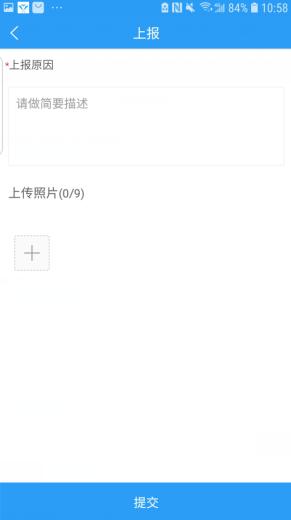 84% 10:58
上报
*上报原因
请做简要描述
上传照片(0/9)
提交